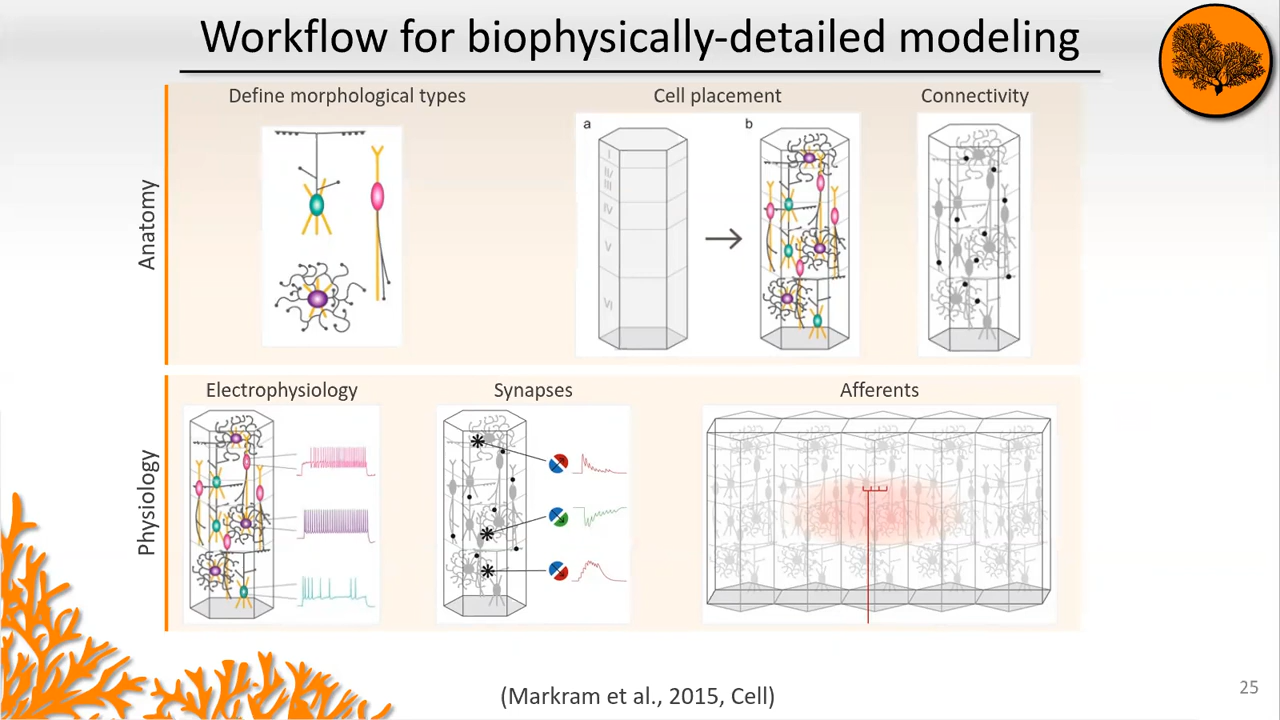 Workflow for biophysically-detailed modeling
Define morphological types
Cell placement
Connectivity
Anatomy
a
b
I
II/
III
IV
V
VI
Electrophysiology
Synapses
Afferents
Physiology
(Markram et al., 2015, Cell)
25